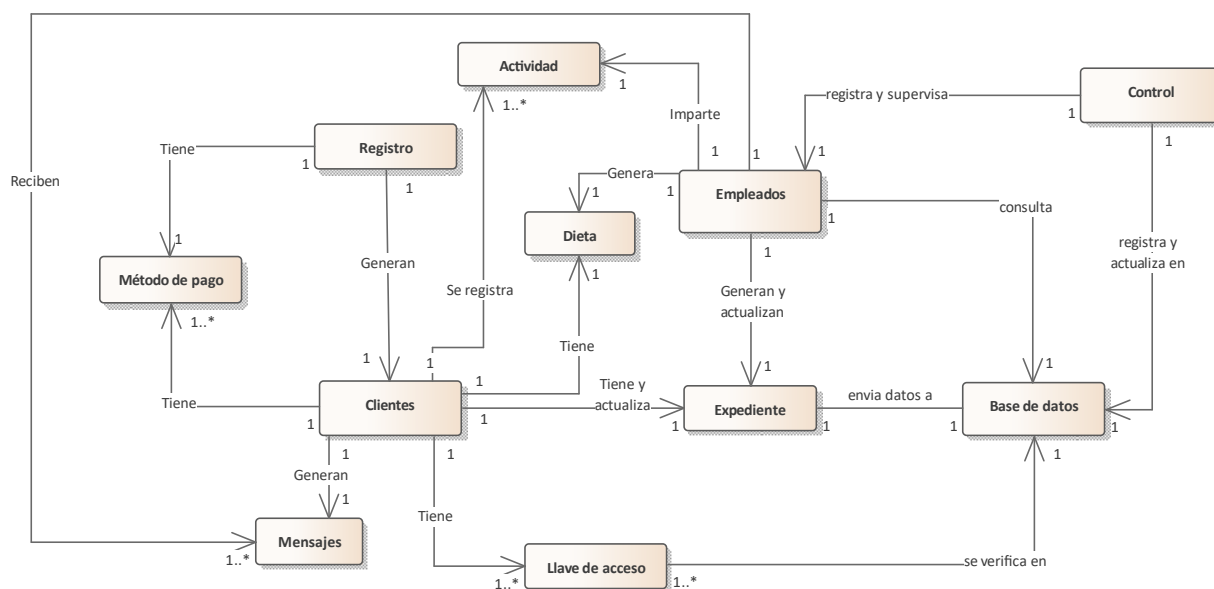 1
1
1
Actividad
1
1..*
registra y supervisa
Control
1
1
Imparte
1
1
1
Registro
1
1
Tiene
Reciben
Genera
1
1
Empleados
1
1
consulta
Dieta
1
1
Método de pago
1..*
Generan
Se registra
Generan y
actualizan
registra y
actualiza en
Tiene
1
1
1
1
Tiene
Clientes
1
1
1
Tiene y
actualiza
1
Expediente
1
envia datos a
1
Base de datos
1
1
1
1
Generan
1
Tiene
Mensajes
1..*
1..*
Llave de acceso
1..*
se verifica en